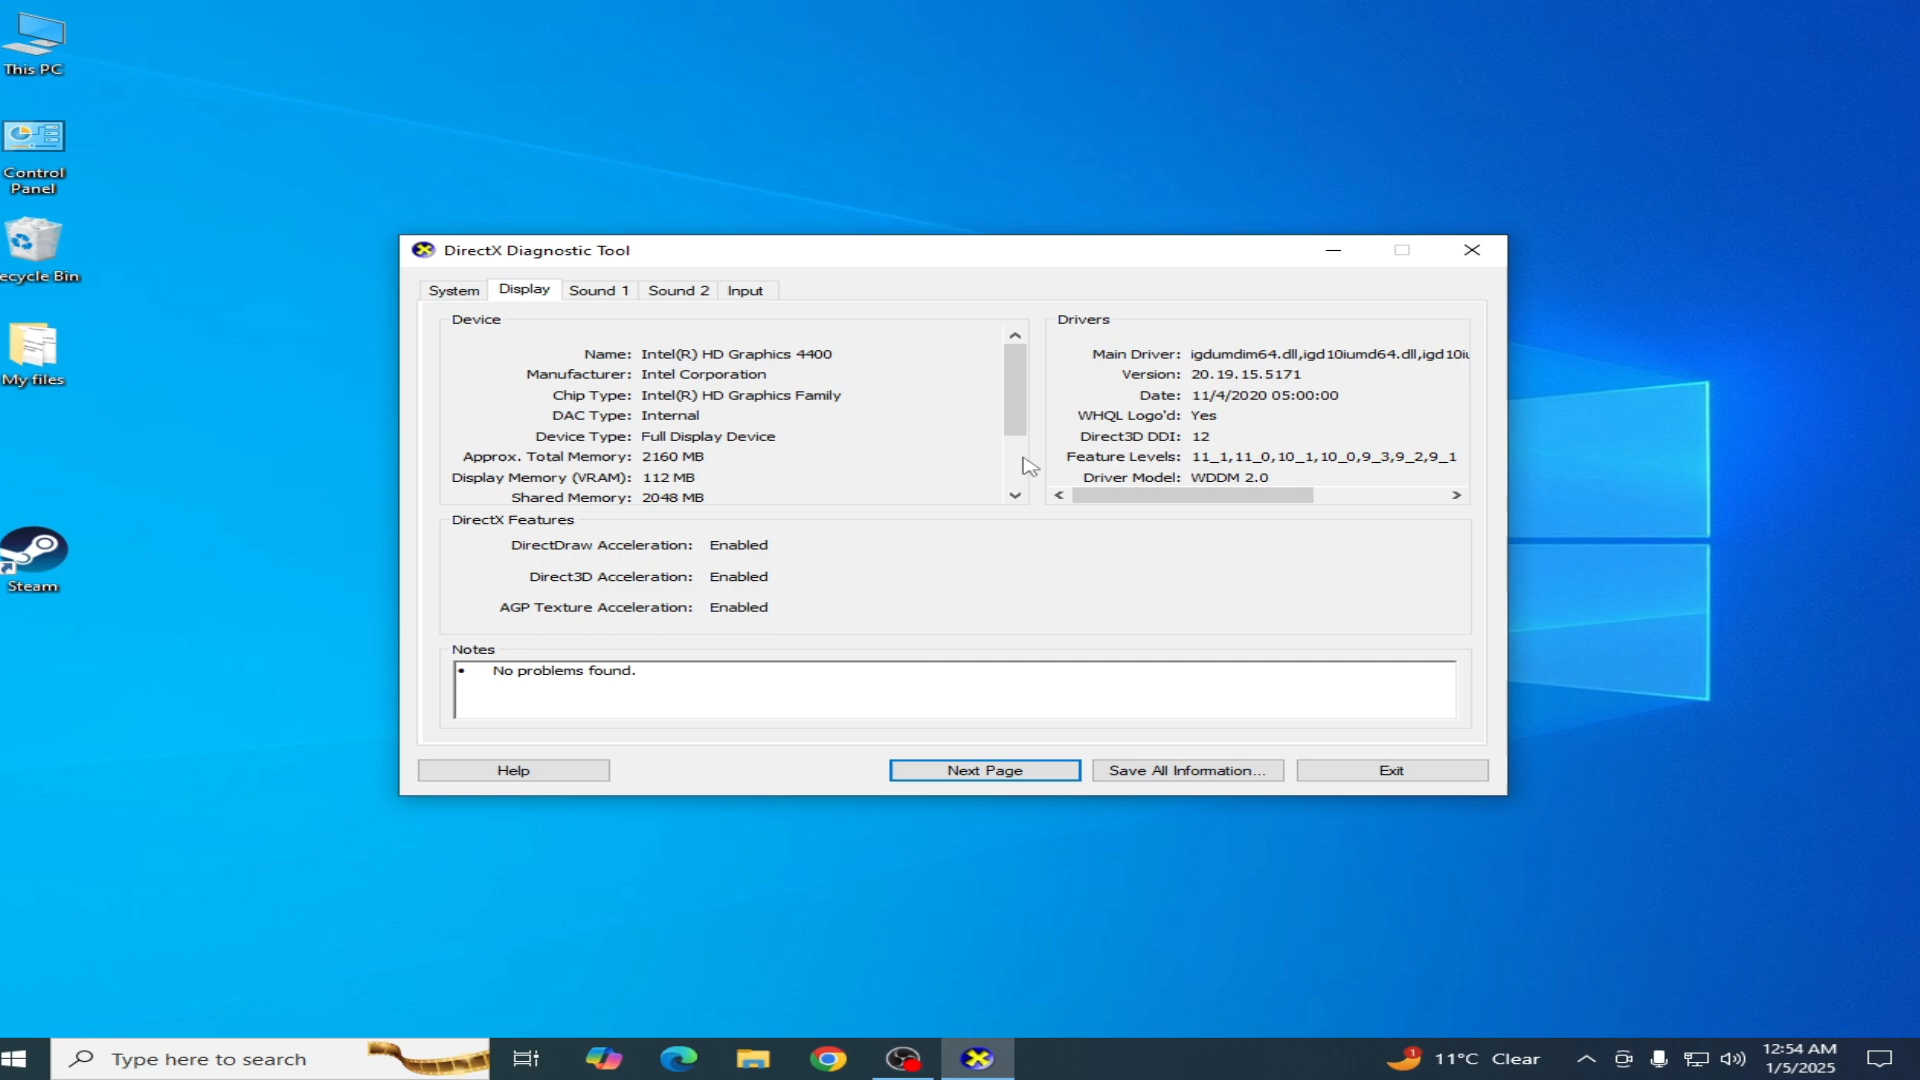 This PC
Control
Panel
ecycle Bin
My files
Steam
DirectX Diagnostic Tool
System
Display
Sound 1
Sound 2
Input
Device
Name: Intel(R) HD Graphics 4400
Manufacturer: Intel Corporation
Chip Type: Intel(R) HD Graphics Family
DAC Type: Internal
Device Type: Full Display Device
Approx. Total Memory: 2160 MB
Display Memory (VRAM): 112 MB
Shared Memory: 2048 MB
Drivers
Main Driver: igdumdim64.dll,igd10iumd64.dll,igd10iu
Version: 20.19.15.5171
Date: 11/4/2020 05:00:00
WHQL Logo'd: Yes
Direct3D DDI: 12
Feature Levels: 11_1,11_0,10_1,10_0,9_3,9_2,9_1
Driver Model: WDDM 2.0
DirectX Features
DirectDraw Acceleration: Enabled
Direct3D Acceleration: Enabled
AGP Texture Acceleration: Enabled
Notes
• No problems found.
Help
Next Page
Save All Information...
Exit
Type here to search
1
11°C Clear
12:54 AM
1/5/2025